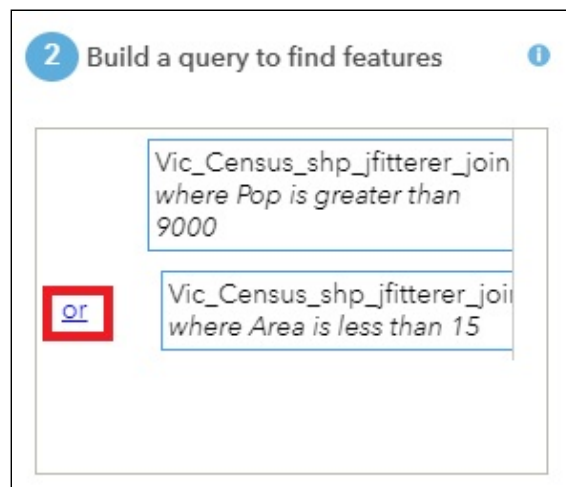 2 Build a query to find features i
Vic_Census_shp_jfitterer_join
where Pop is greater than
9000
or
Vic_Census_shp_jfitterer_joi
where Area is less than 15